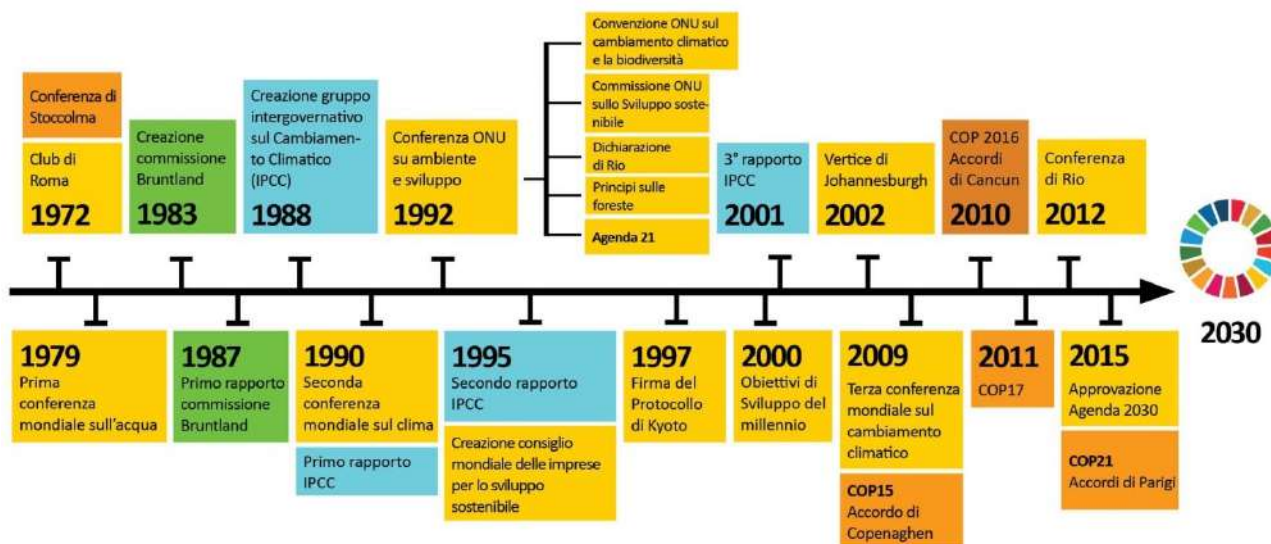 Conferenza di
Stoccolma
Club di
Roma
1972
Creazione
commissione
Bruntland
1983
Creazione gruppo
intergovernativo
sul Cambiamen-
to Climatico
(IPCC)
1988
Conferenza ONU
su ambiente
e sviluppo
1992
Convenzione ONU sul
cambiamento climatico
e la biodiversità
Commissione ONU
sullo Sviluppo soste-
nibile
Dichiarazione
di Rio
Principi sulle
foreste
Agenda 21
3° rapporto
IPCC
2001
Vertice di
Johannesburgh
2002
COP 2016
Accordi
di Cancun
2010
Conferenza
di Rio
2012
2030
1979
Prima
conferenza
mondiale sull'acqua
1987
Primo rapporto
commissione
Bruntland
1990
Seconda
conferenza
mondiale sul clima
Primo rapporto
IPCC
1995
Secondo rapporto
IPCC
Creazione consiglio
mondiale delle imprese
per lo sviluppo
sostenibile
1997
Firma del
Protocollo
di Kyoto
2000
Obiettivi di
Sviluppo del
millennio
2009
Terza conferenza
mondiale sul
cambiamento
climatico
COP15
Accordo di
Copenaghen
2011
COP17
2015
Approvazione
Agenda 2030
COP21
Accordi di Parigi